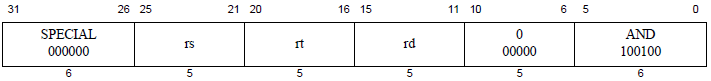 31 26 25 21 20 16 15 11 10 6 5 0
SPECIAL 0 AND
000000 rs rt rd 00000 100100
6 5 5 5 5 6